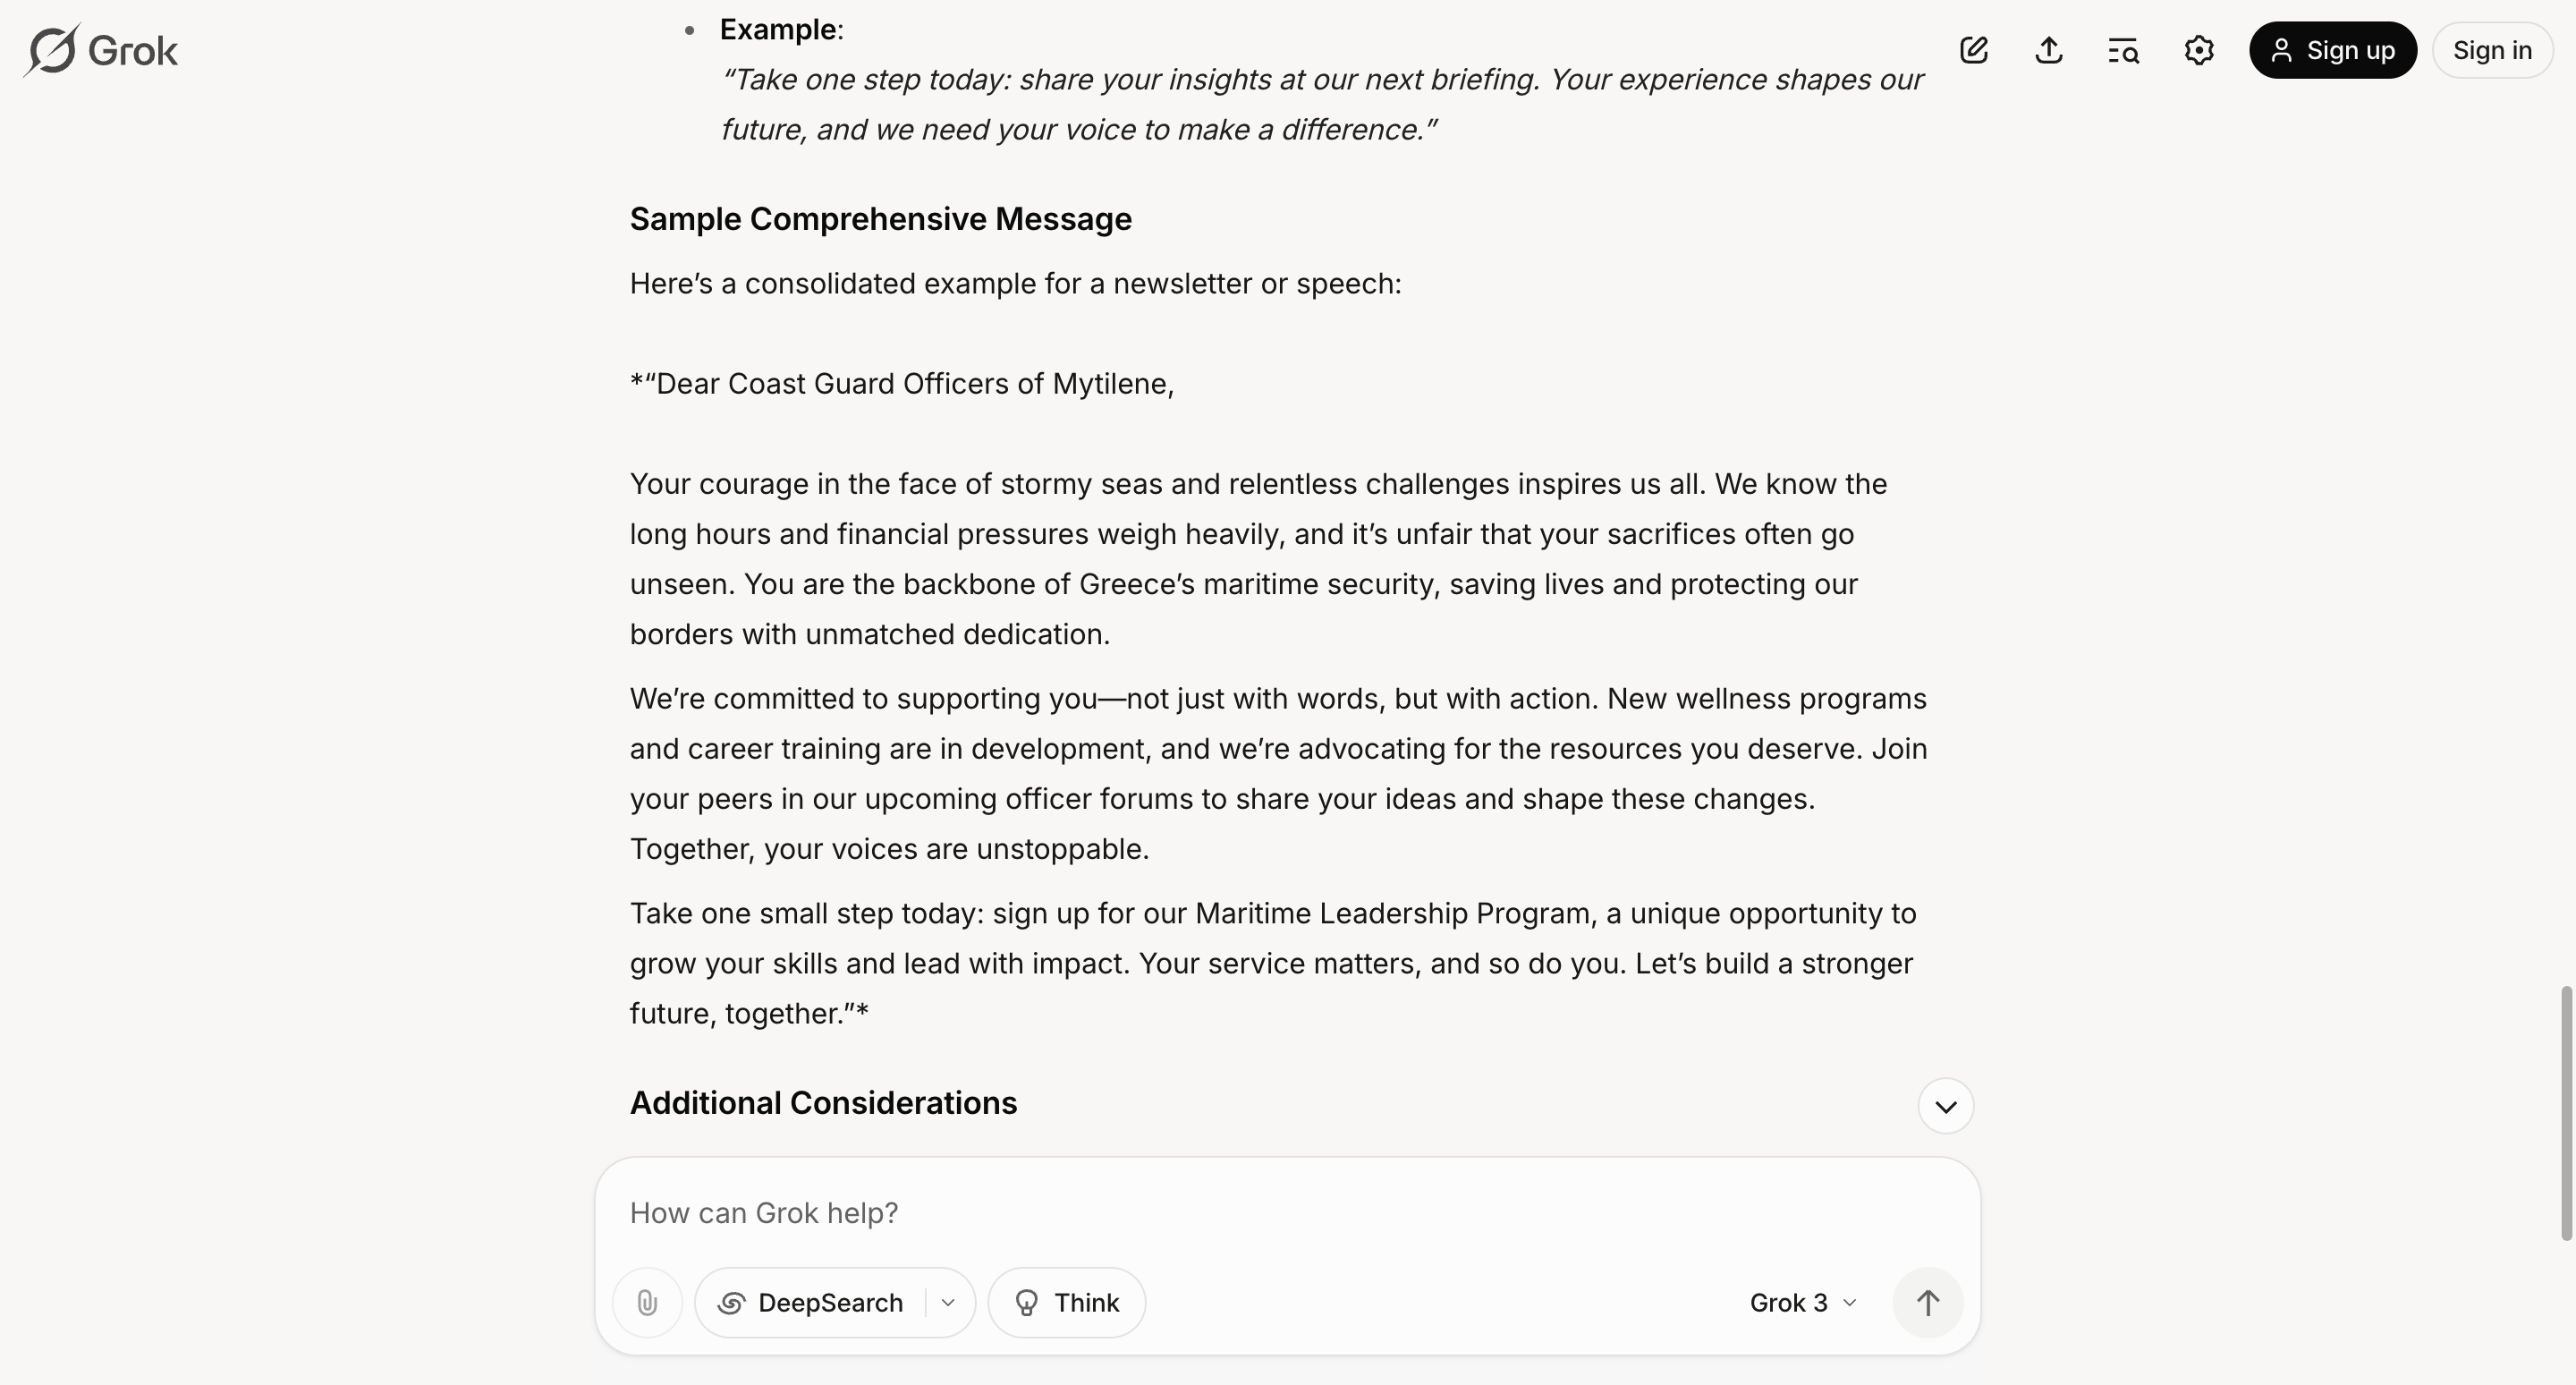 Grok
Sign up
Sign in
• Example:
“Take one step today: share your insights at our next briefing. Your experience shapes our
future, and we need your voice to make a difference.”
Sample Comprehensive Message
Here’s a consolidated example for a newsletter or speech:
*“Dear Coast Guard Officers of Mytilene,
Your courage in the face of stormy seas and relentless challenges inspires us all. We know the
long hours and financial pressures weigh heavily, and it’s unfair that your sacrifices often go
unseen. You are the backbone of Greece’s maritime security, saving lives and protecting our
borders with unmatched dedication.
We’re committed to supporting you—not just with words, but with action. New wellness programs
and career training are in development, and we’re advocating for the resources you deserve. Join
your peers in our upcoming officer forums to share your ideas and shape these changes.
Together, your voices are unstoppable.
Take one small step today: sign up for our Maritime Leadership Program, a unique opportunity to
grow your skills and lead with impact. Your service matters, and so do you. Let’s build a stronger
future, together.”*
Additional Considerations
How can Grok help?
DeepSearch
Think
Grok 3